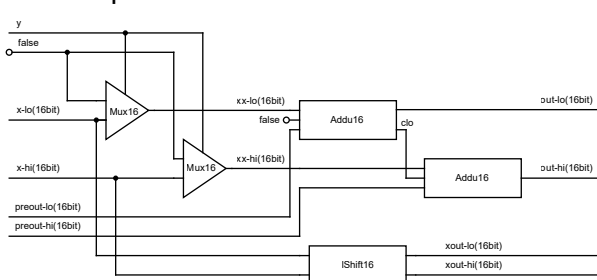 y
false
x-lo(16bit)
Mux16
xx-lo(16bit)
false
Addu16
out-lo(16bit)
clo
x-hi(16bit)
Mux16
xx-hi(16bit)
Addu16
out-hi(16bit)
preout-lo(16bit)
preout-hi(16bit)
lShift16
xout-lo(16bit)
xout-hi(16bit)